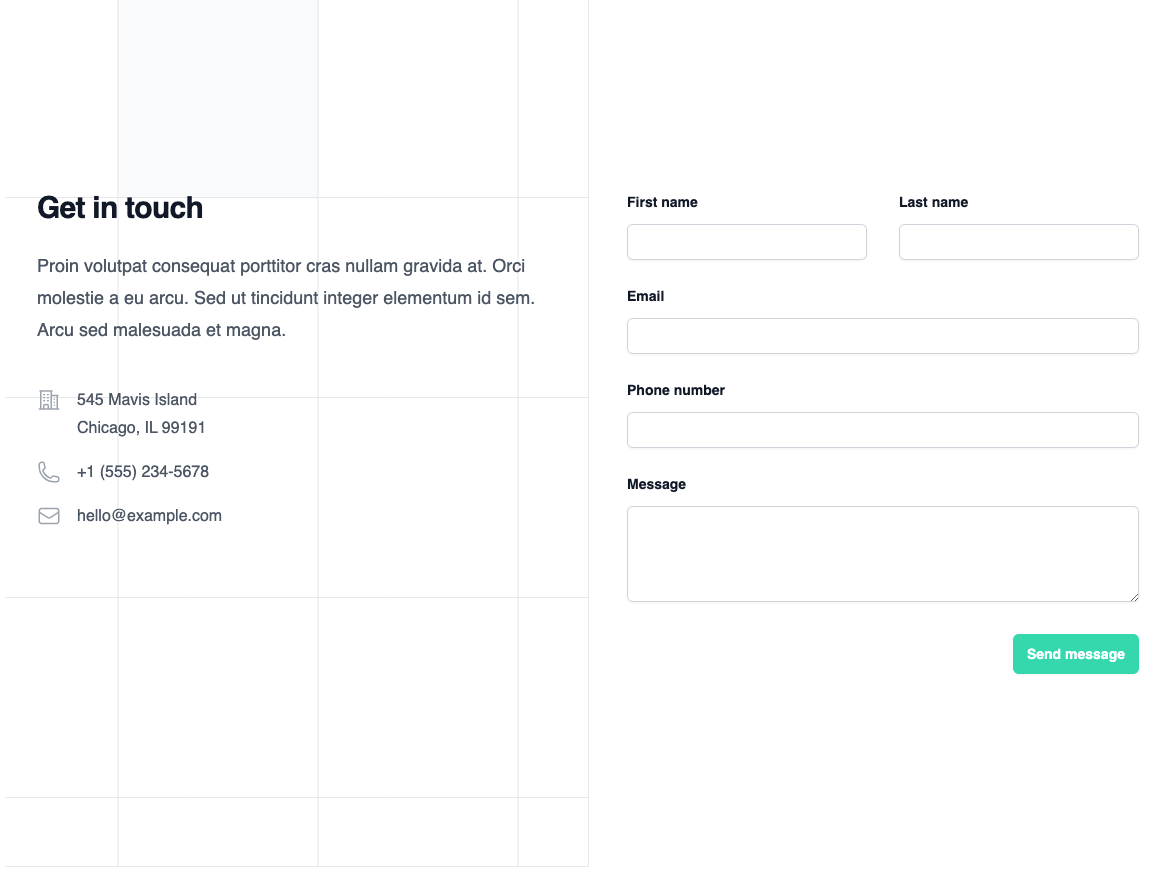 Get in touch
Proin volutpat consequat porttitor cras nullam gravida at. Orci
molestie a eu arcu. Sed ut tincidunt integer elementum id sem.
Arcu sed malesuada et magna.
545 Mavis Island
Chicago, IL 99191
+1 (555) 234-5678
hello@example.com
First name
Last name
Email
Phone number
Message
Send message